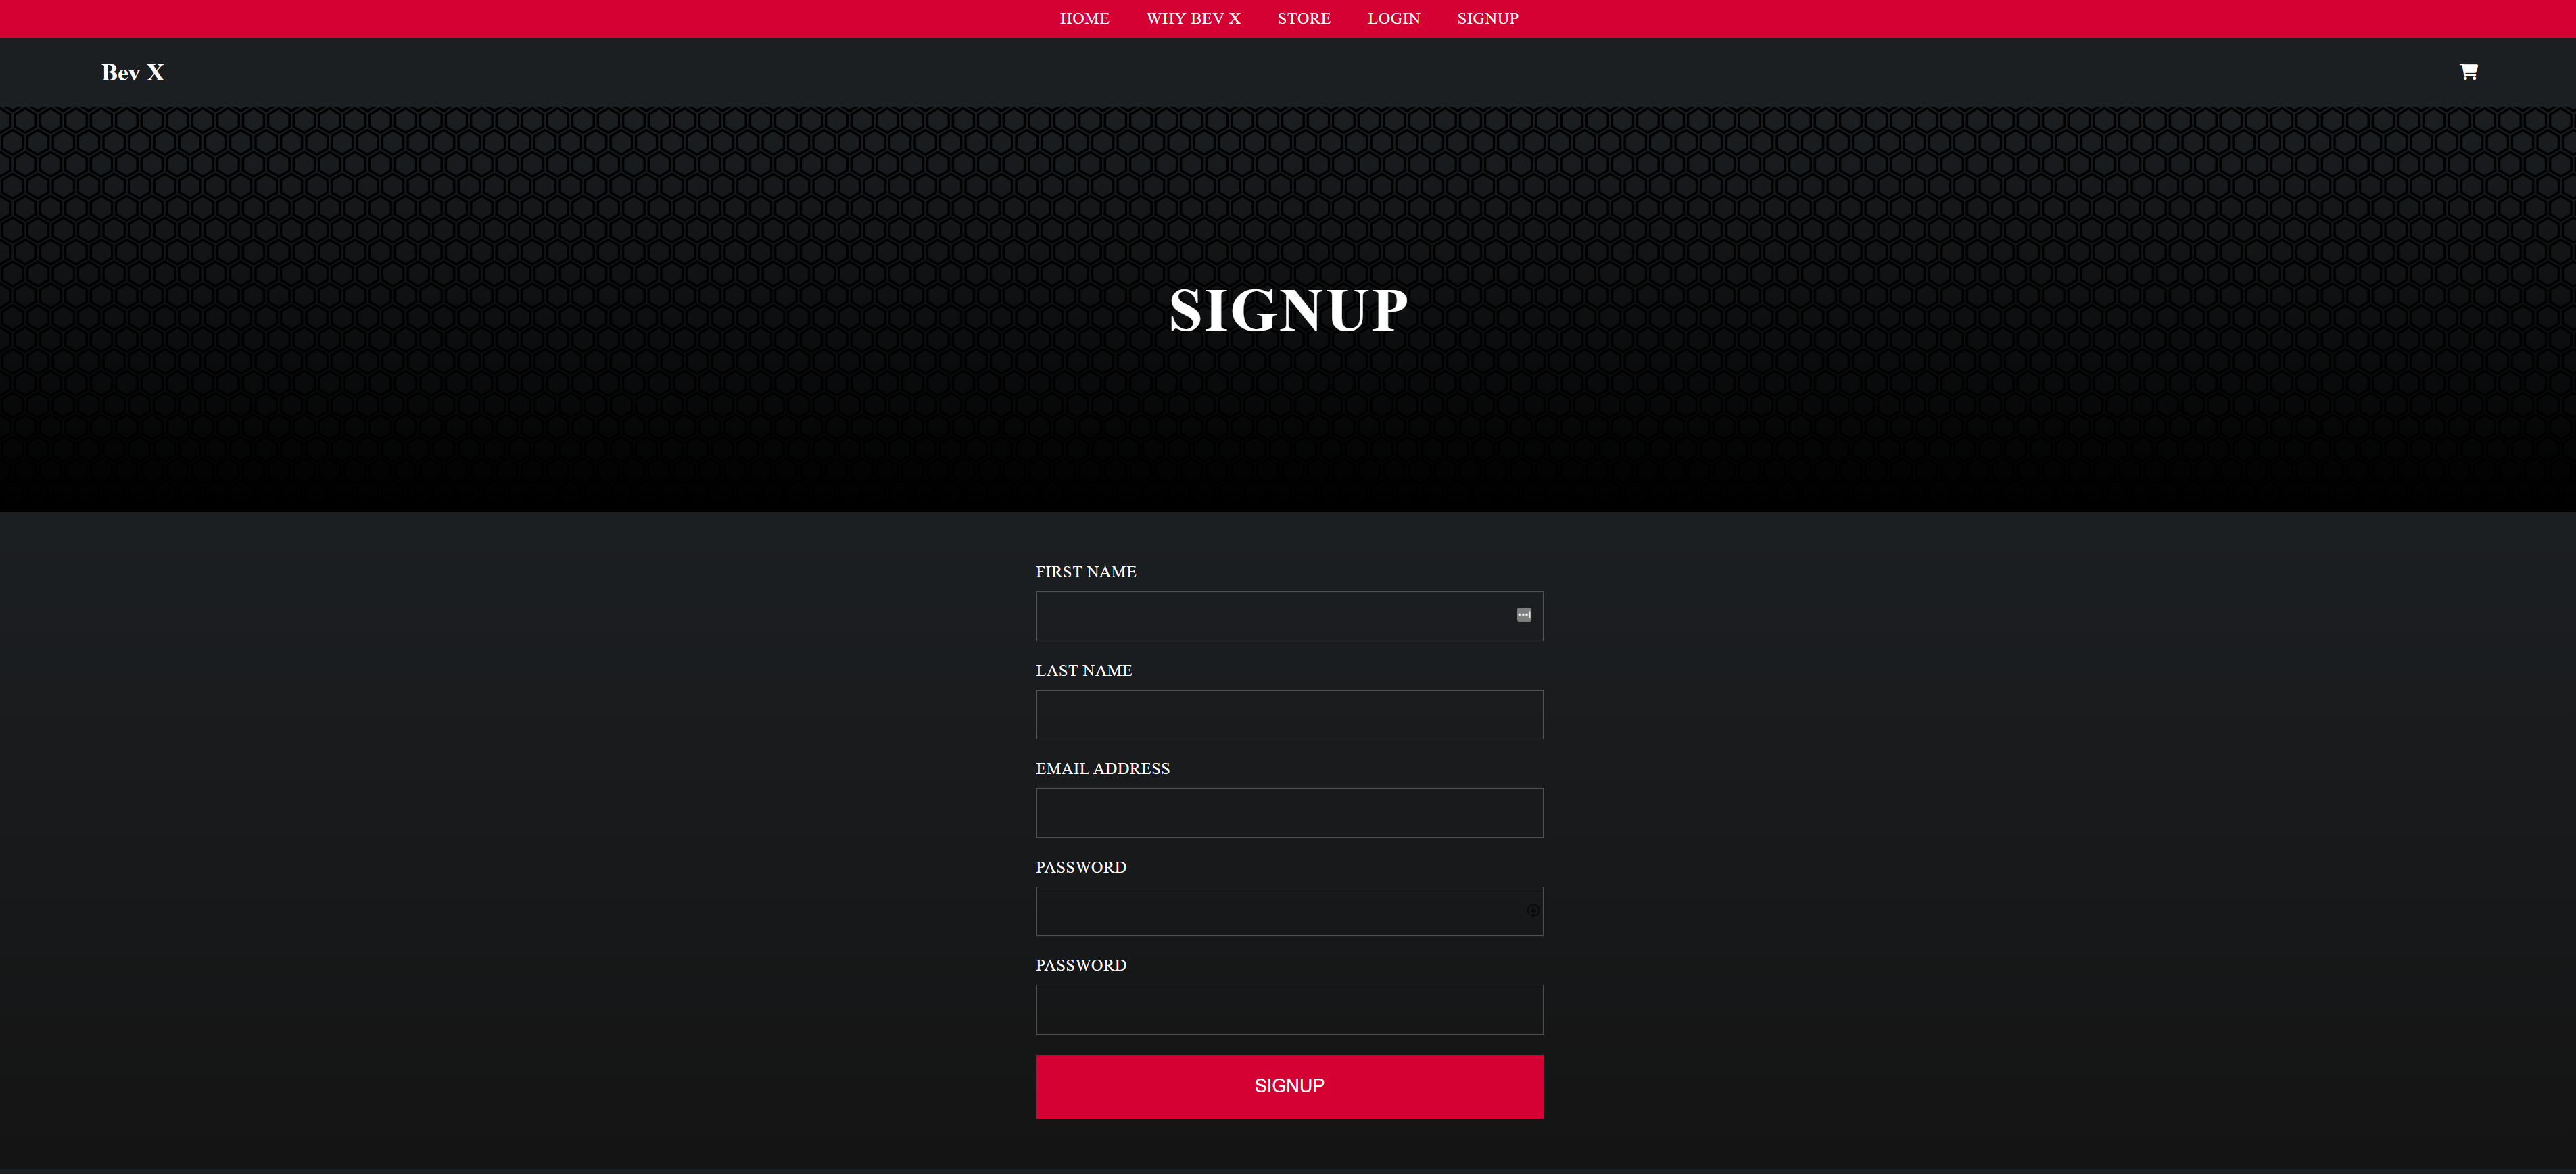 HOME WHY BEV X STORE LOGIN SIGNUP
Bev X
SIGNUP
FIRST NAME
LAST NAME
EMAIL ADDRESS
PASSWORD
PASSWORD
SIGNUP